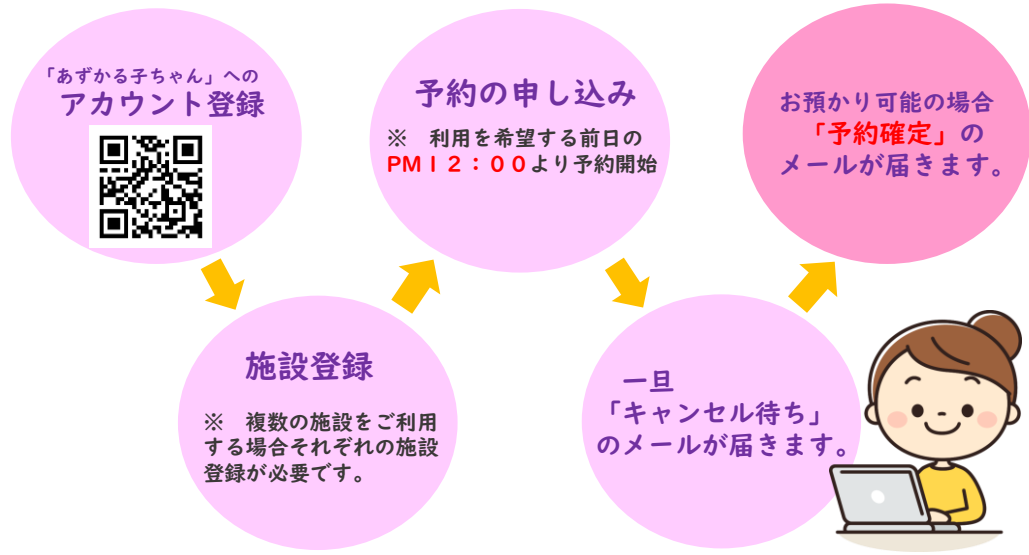 「あずかる子ちゃん」への
アカウント登録
施設登録
※　複数の施設をご利用
する場合それぞれの施設
登録が必要です。
予約の申し込み
※　利用を希望する前日の
PM12：00より予約開始
一旦
「キャンセル待ち」
のメールが届きます。
お預かり可能の場合
「予約確定」の
メールが届きます。